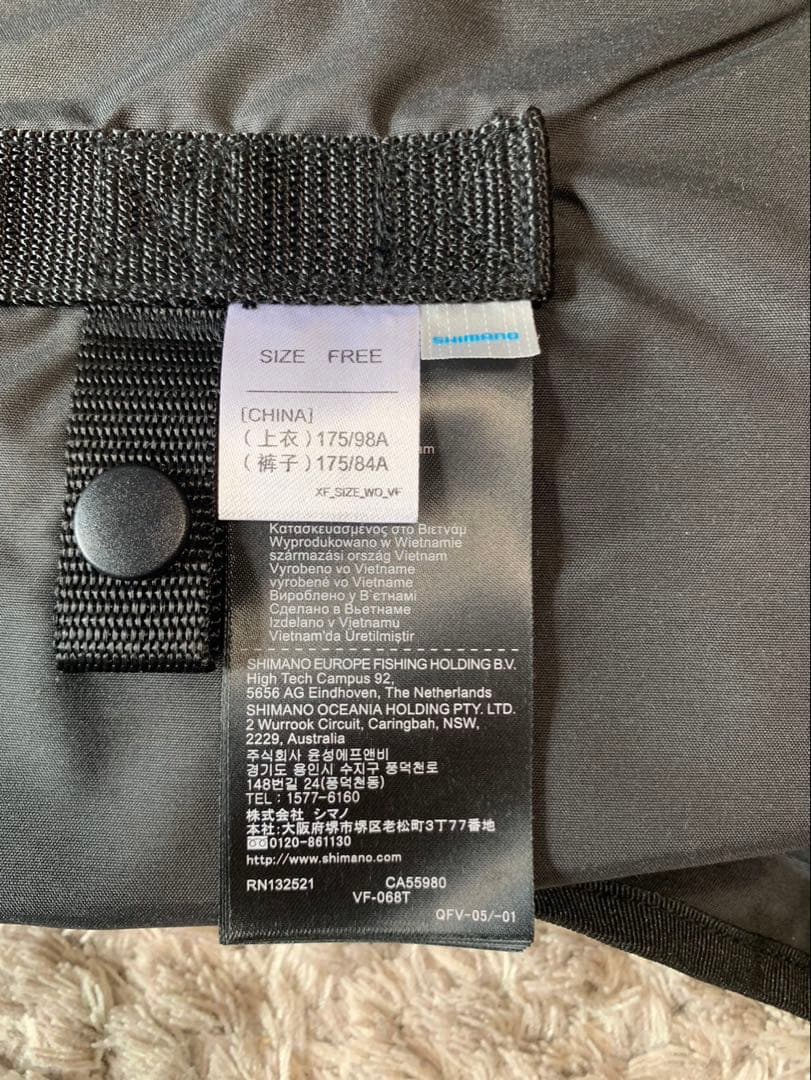 SHIMANO
SIZE FREE
[CHINA]
(上衣)175/98A
(裤子)175/84A
XF_SIZE_WO_VF
Κατασκευασμένος στο Βιετνάμ
Wyprodukowano w Wietnamie
származási ország Vietnam
Vyrobeno ve Vietname
vyrobené vo Vietname
Вироблено у В'єтнамі
Сделано в Вьетнаме
Izdelano v Vietnamu
Vietnam'da Üretilmiştir
SHIMANO EUROPE FISHING HOLDING B.V.
High Tech Campus 92,
5656 AG Eindhoven, The Netherlands
SHIMANO OCEANIA HOLDING PTY. LTD.
2 Wurrook Circuit, Caringbah, NSW,
2229, Australia
주식회사 윤성에프앤비
경기도 용인시 수지구 풍덕천로
148번길 24(풍덕천동)
TEL : 1577-6160
株式会社 シマノ
本社:大阪府堺市堺区老松町3丁77番地
0120-861130
http://www.shimano.com
RN132521 CA55980
VF-068T
QFV-05/-01